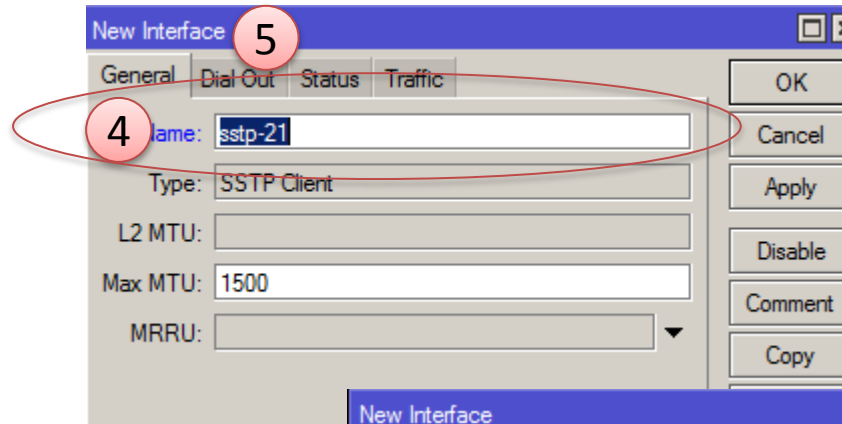 New Interface
5
General Dial Out Status Traffic
OK
4 Name: sstp-21
Cancel
Type: SSTP Client
Apply
L2 MTU:
Disable
Max MTU: 1500
Comment
MRRU:
Copy
New Interface